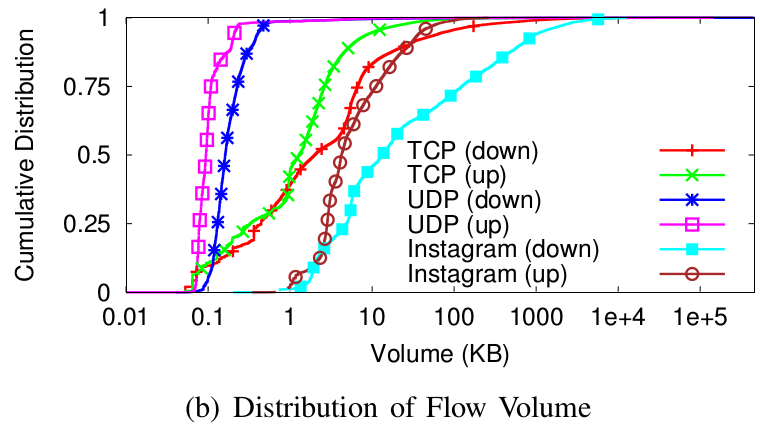 1
0.75
0.5
0.25
0
Cumulative Distribution
TCP (down)
TCP (up)
UDP (down)
UDP (up)
Instagram (down)
Instagram (up)
0.01 0.1 1 10 100 1000 1e+4 1e+5
Volume (KB)
(b) Distribution of Flow Volume